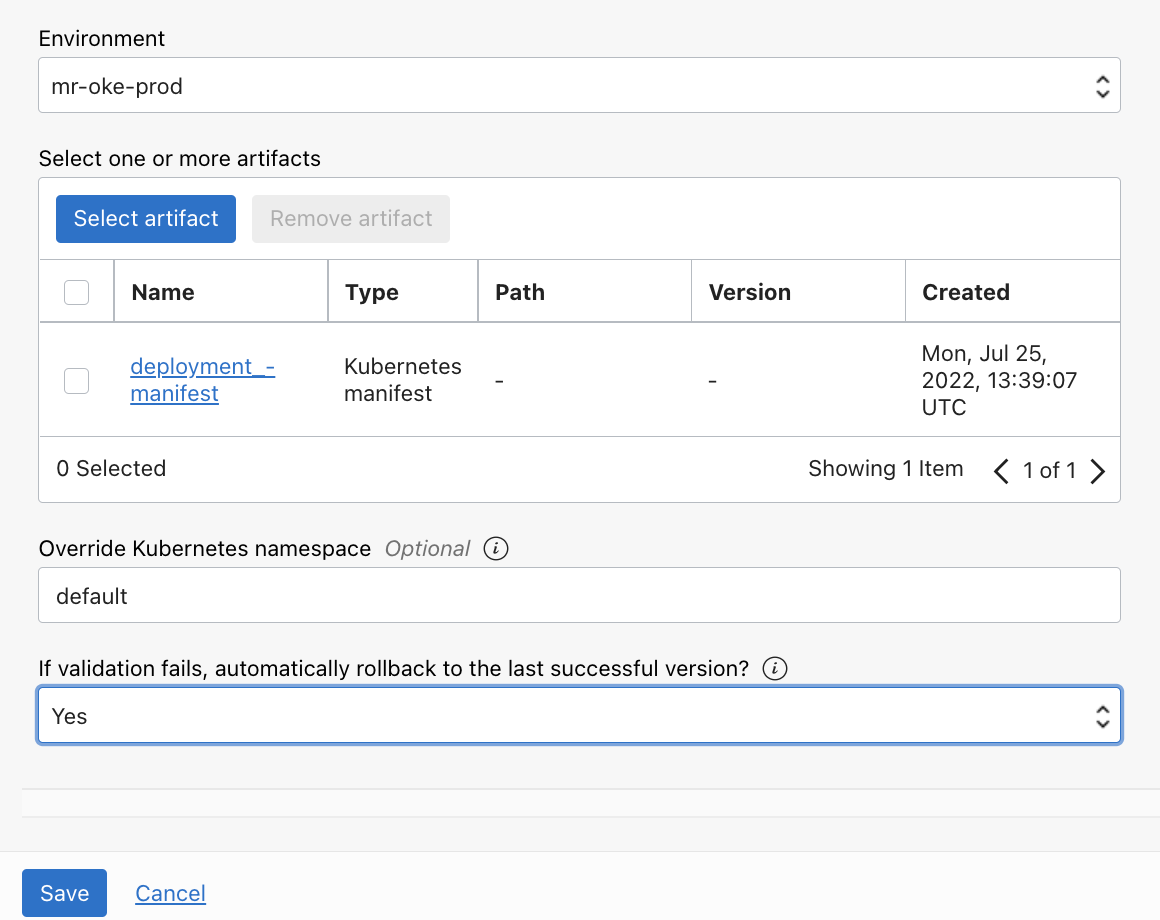 Environment
mr-oke-prod
Select one or more artifacts
Select artifact Remove artifact
Name Type Path Version Created
deployment_-
manifest
Kubernetes
manifest
-
-
Mon, Jul 25,
2022, 13:39:07
UTC
0 Selected Showing 1 Item 1 of 1
Override Kubernetes namespace Optional i
default
If validation fails, automatically rollback to the last successful version? i
Yes
Save Cancel